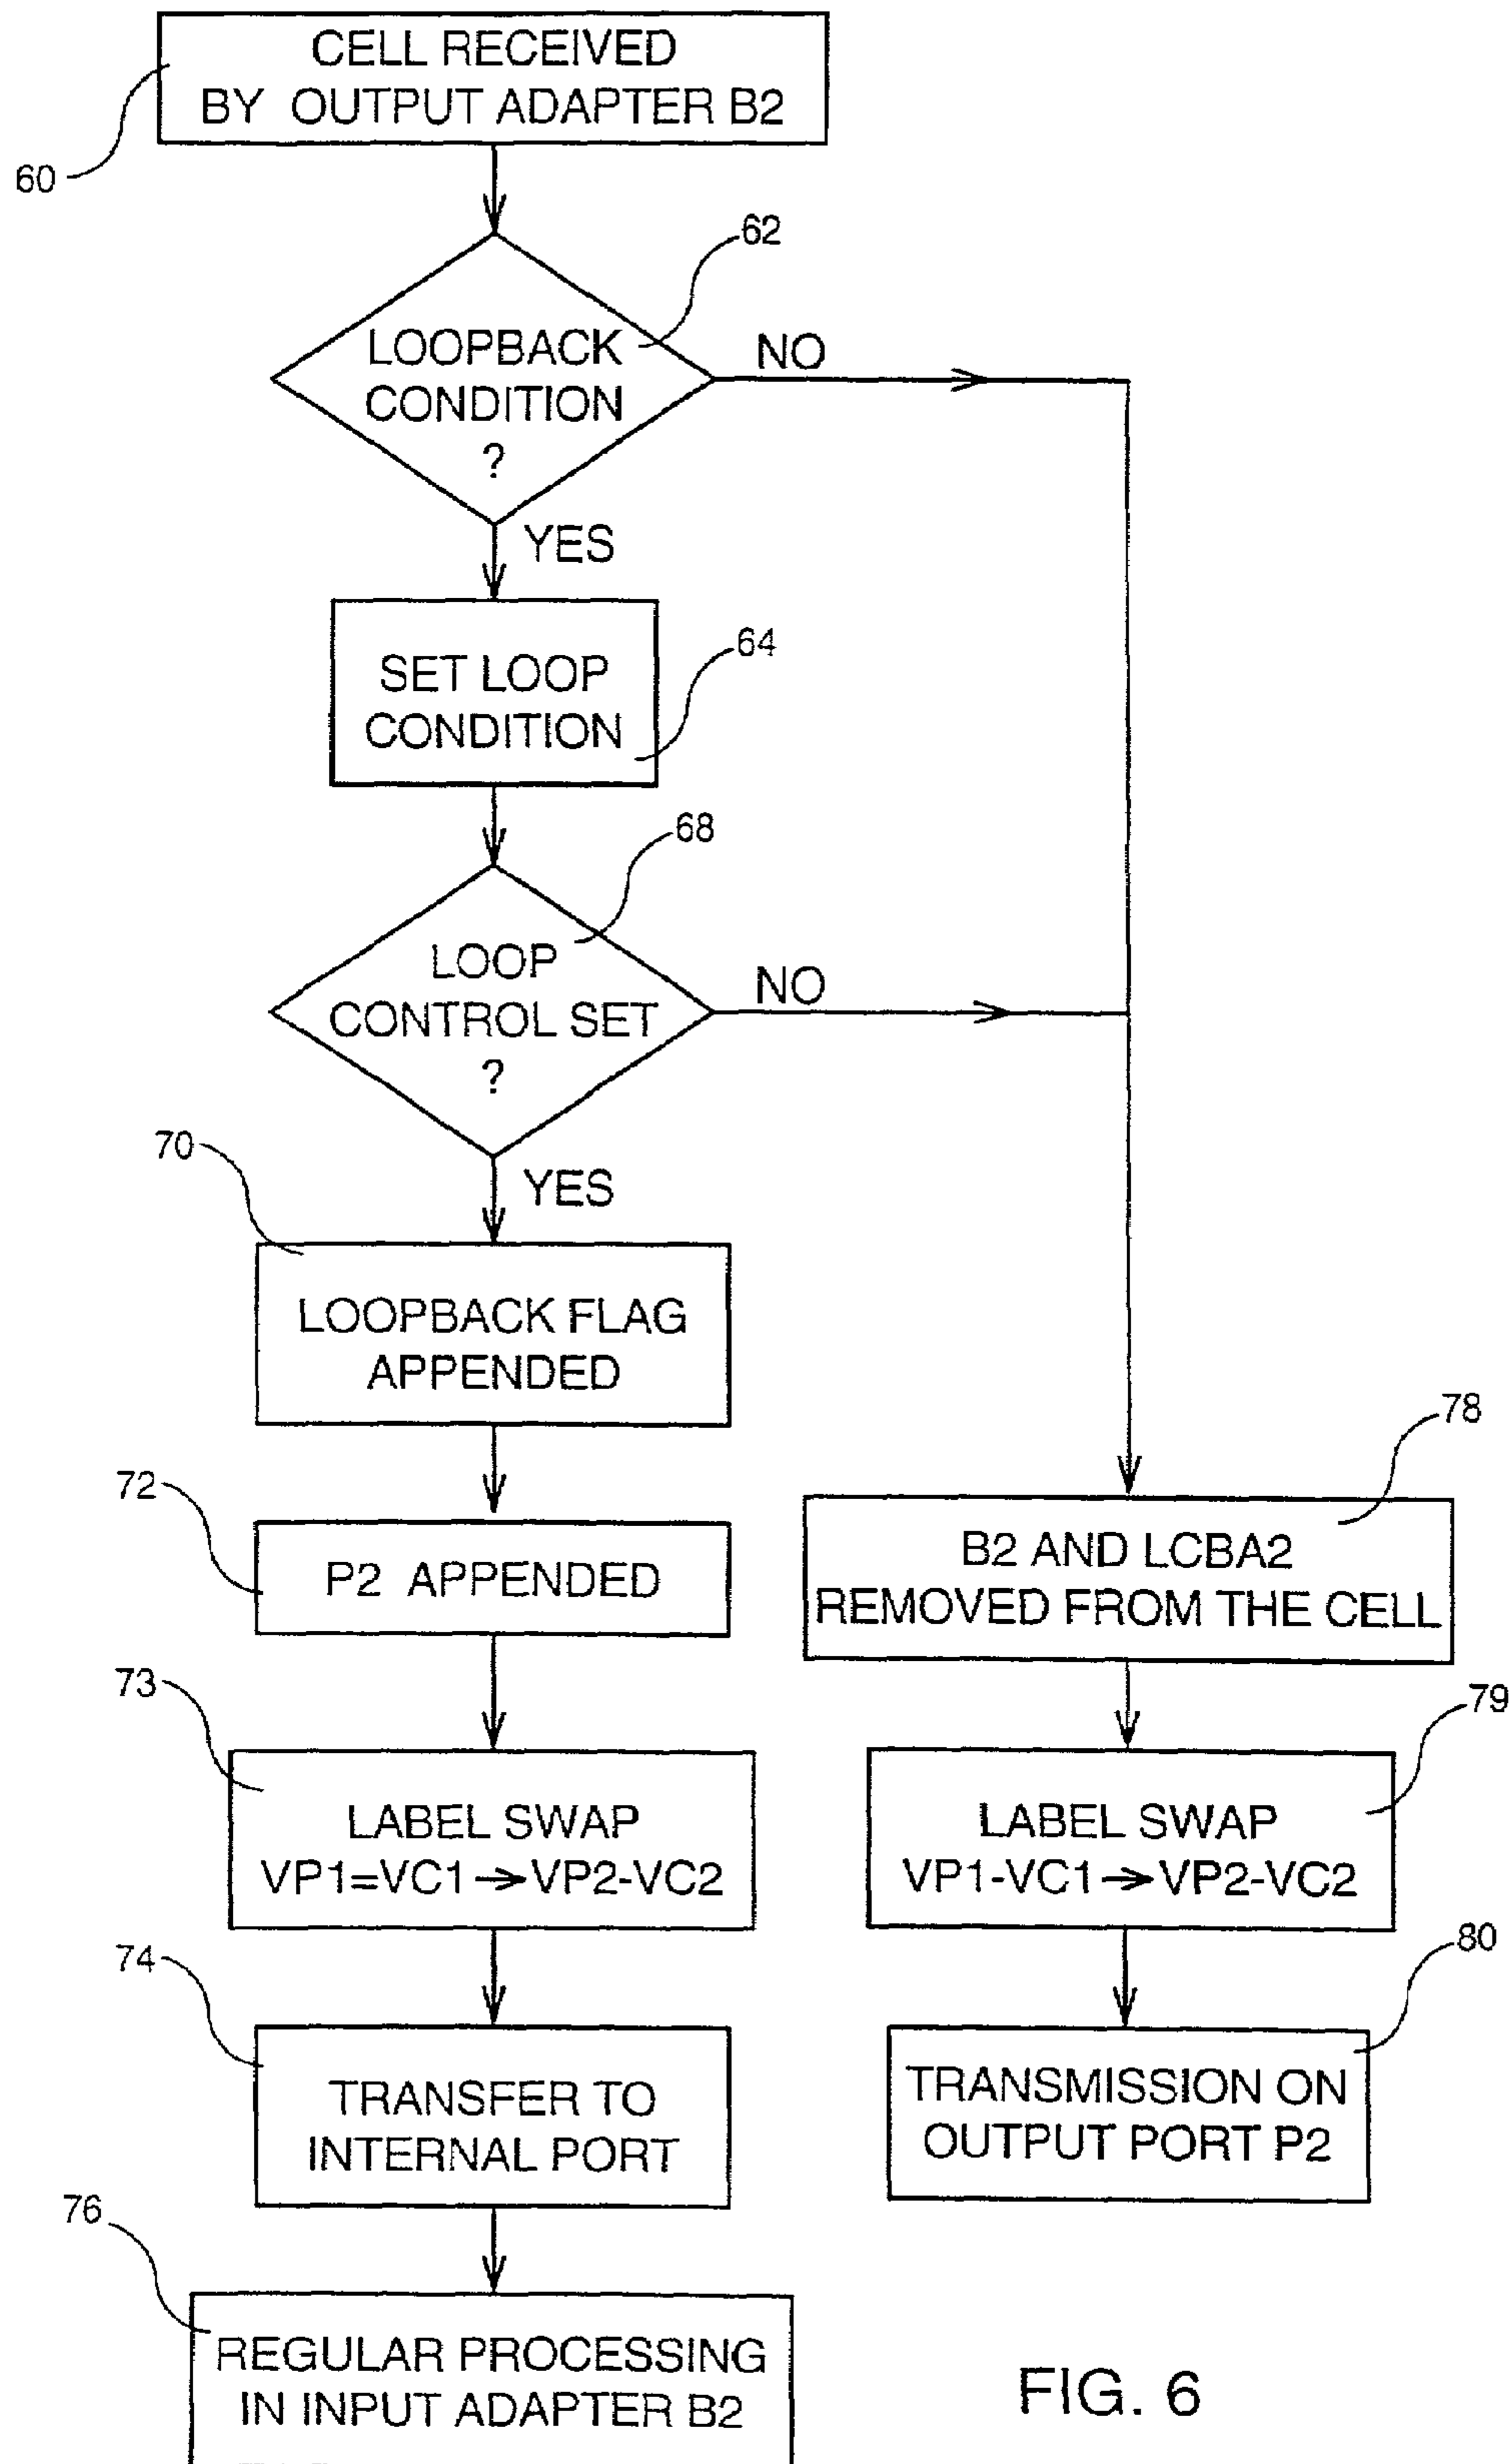 CELL RECEIVED
BY OUTPUT ADAPTER B2
60
62
LOOPBACK
CONDITION
?
NO
YES
SET LOOP
CONDITION
64
68
LOOP
CONTROL SET
?
NO
YES
70
LOOPBACK FLAG
APPENDED
72
P2 APPENDED
78
B2 AND LCBA2
REMOVED FROM THE CELL
73
LABEL SWAP
VP1=VC1→VP2-VC2
79
LABEL SWAP
VP1-VC1→VP2-VC2
74
TRANSFER TO
INTERNAL PORT
80
TRANSMISSION ON
OUTPUT PORT P2
76
REGULAR PROCESSING
IN INPUT ADAPTER B2
FIG. 6